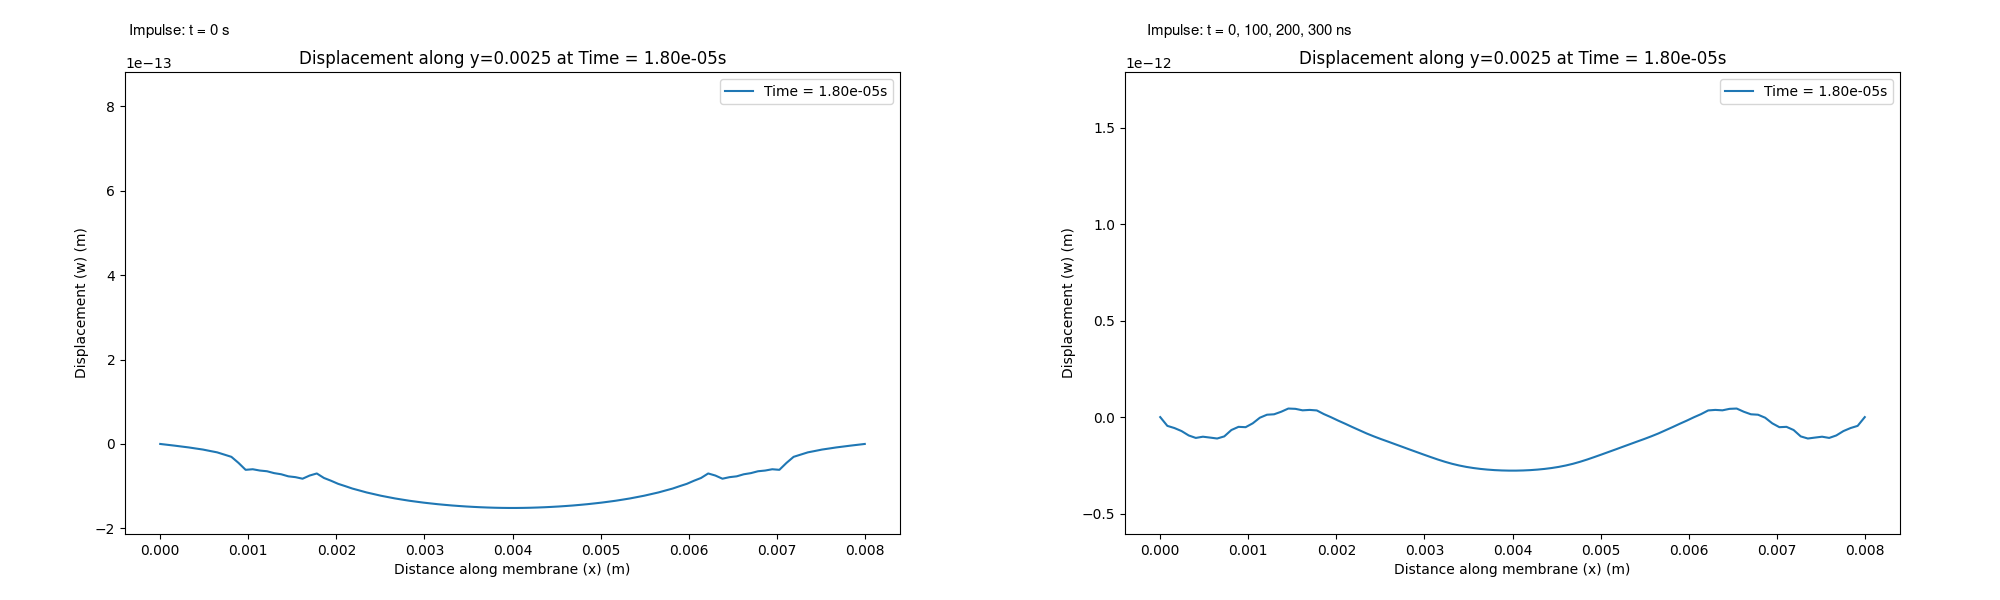 Impulse: t = 0 s
Displacement along y=0.0025 at Time = 1.80e-05s
1e−13
Time = 1.80e-05s
8
6
4
2
0
−2
Displacement (w) (m)
0.000 0.001 0.002 0.003 0.004 0.005 0.006 0.007 0.008
Distance along membrane (x) (m)
Impulse: t = 0, 100, 200, 300 ns
Displacement along y=0.0025 at Time = 1.80e-05s
1e−12
Time = 1.80e-05s
1.5
1.0
0.5
0.0
−0.5
Displacement (w) (m)
0.000 0.001 0.002 0.003 0.004 0.005 0.006 0.007 0.008
Distance along membrane (x) (m)